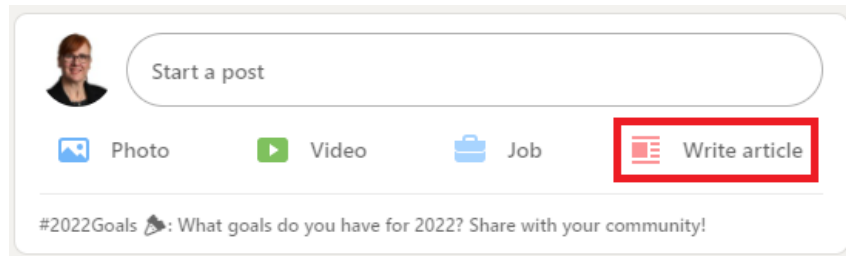 Start a post
Photo Video Job Write article
#2022Goals 🎉: What goals do you have for 2022? Share with your community!